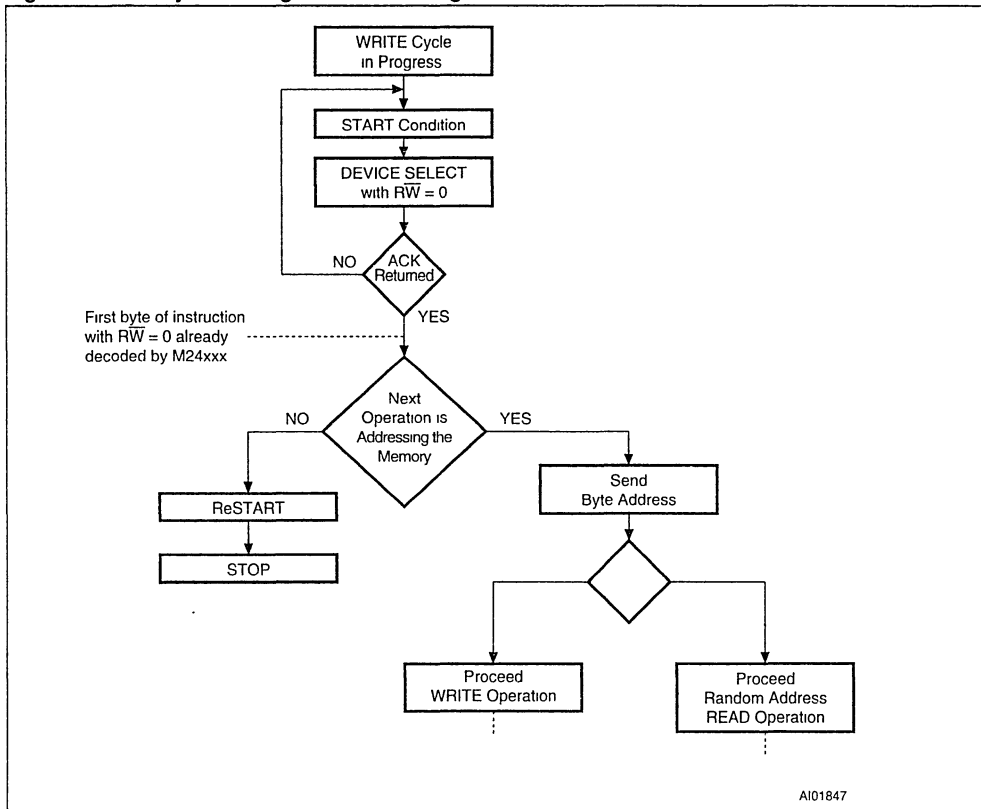 WRITE Cycle
in Progress
START Condition
DEVICE SELECT
with RW̅ = 0
NO
ACK
Returned
YES
First byte of instruction
with RW̅ = 0 already
decoded by M24xxx
NO
Next
Operation is
Addressing the
Memory
YES
Send
Byte Address
ReSTART
STOP
Proceed
WRITE Operation
Proceed
Random Address
READ Operation
AI01847